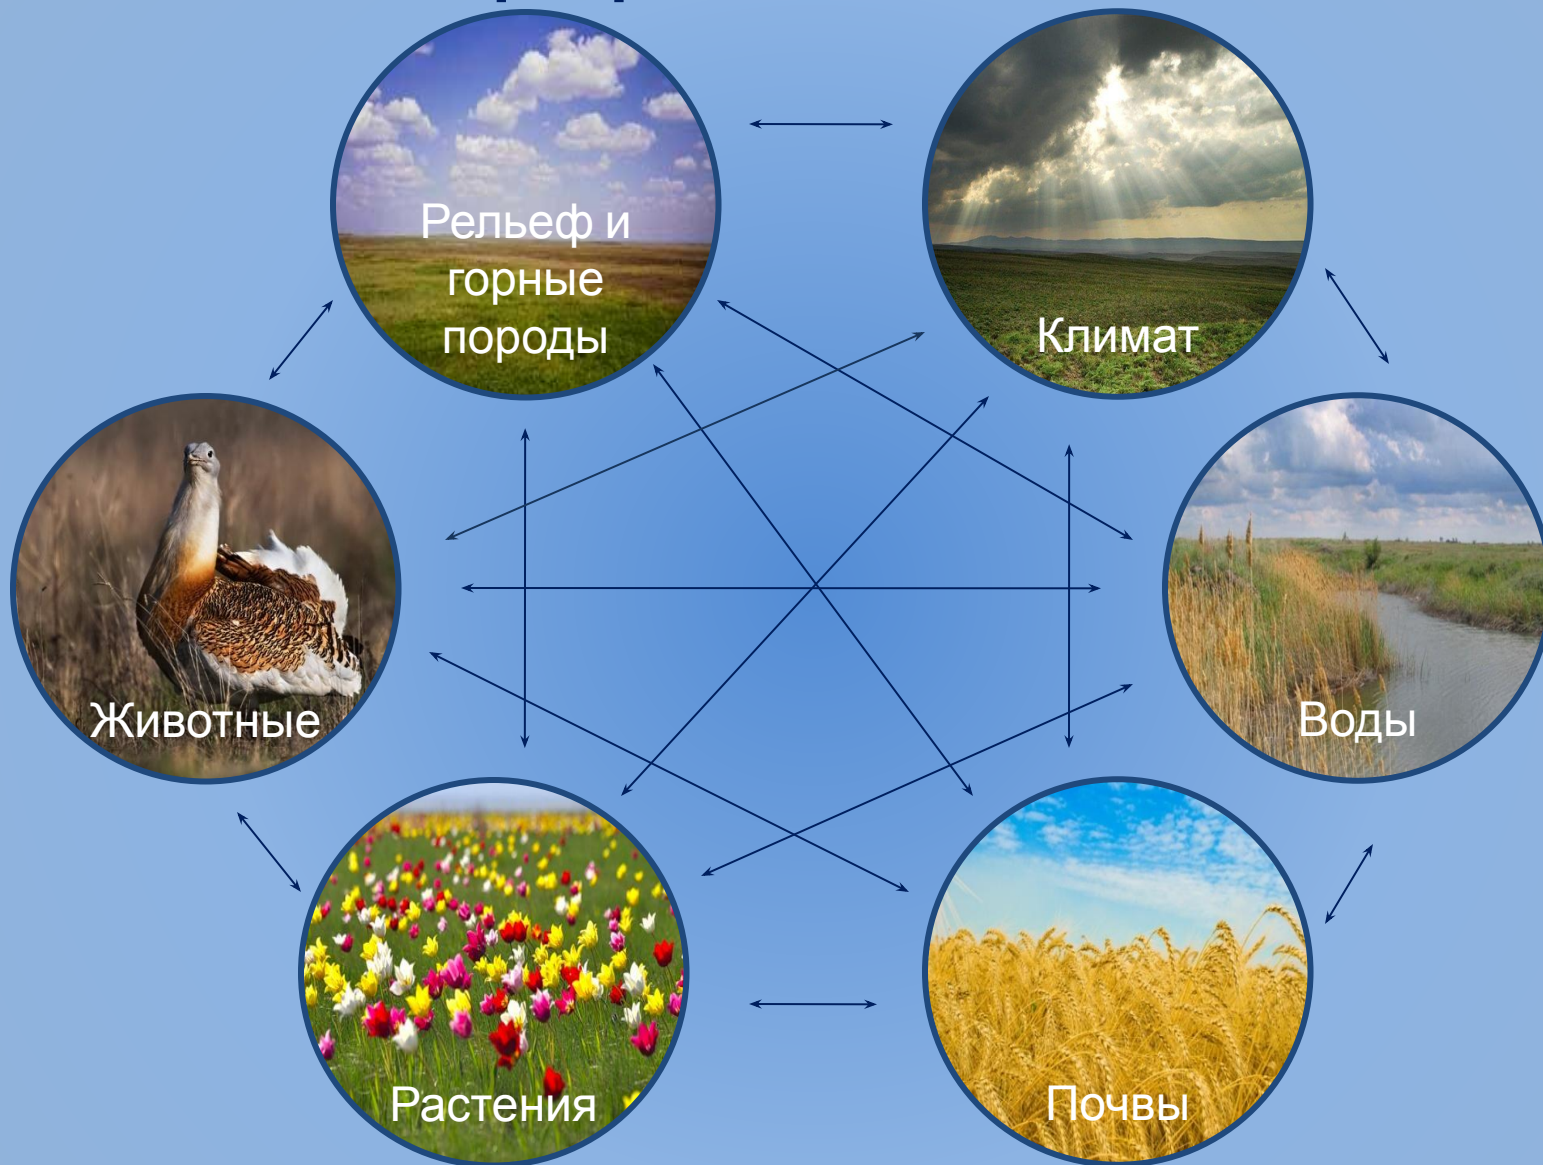 Рельеф и
горные
породы
Климат
Животные
Воды
Растения
Почвы